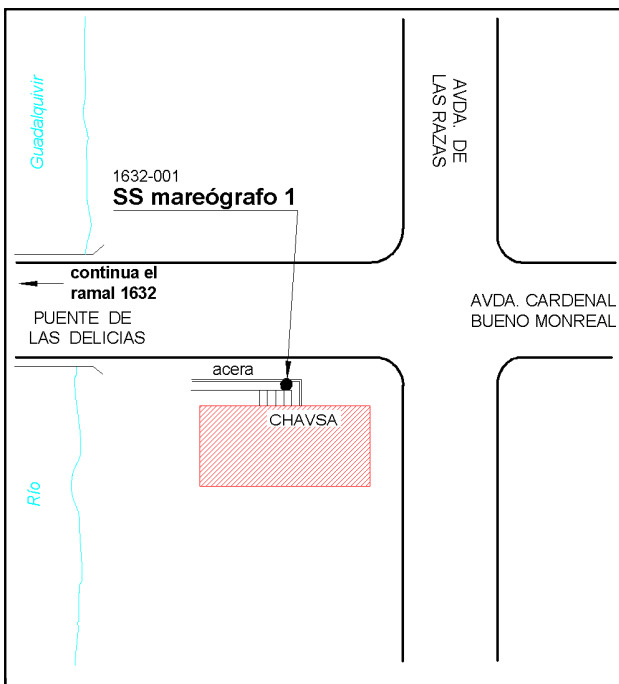 Guadalquivir
AVDA. DE
LAS RAZAS
1632-001
SS mareógrafo 1
continua el
ramal 1632
PUENTE DE
LAS DELICIAS
AVDA. CARDENAL
BUENO MONREAL
acera
CHAVSA
Río